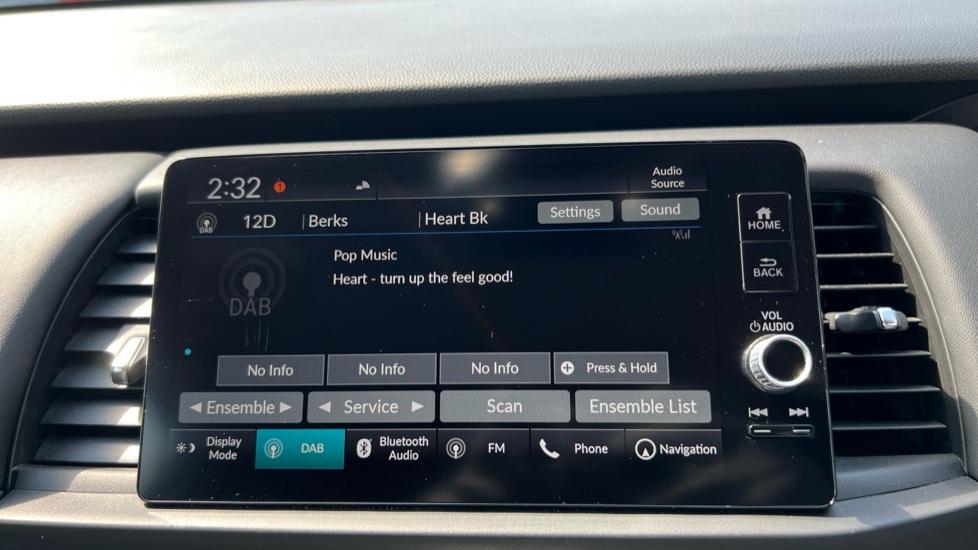 2:32
Audio
Source
DAB
12D
Berks
Heart Bk
Settings
Sound
HOME
DAB
Pop Music
Heart - turn up the feel good!
BACK
VOL
AUDIO
No Info
No Info
No Info
Press & Hold
Ensemble
Service
Scan
Ensemble List
Display
Mode
DAB
Bluetooth
Audio
FM
Phone
Navigation